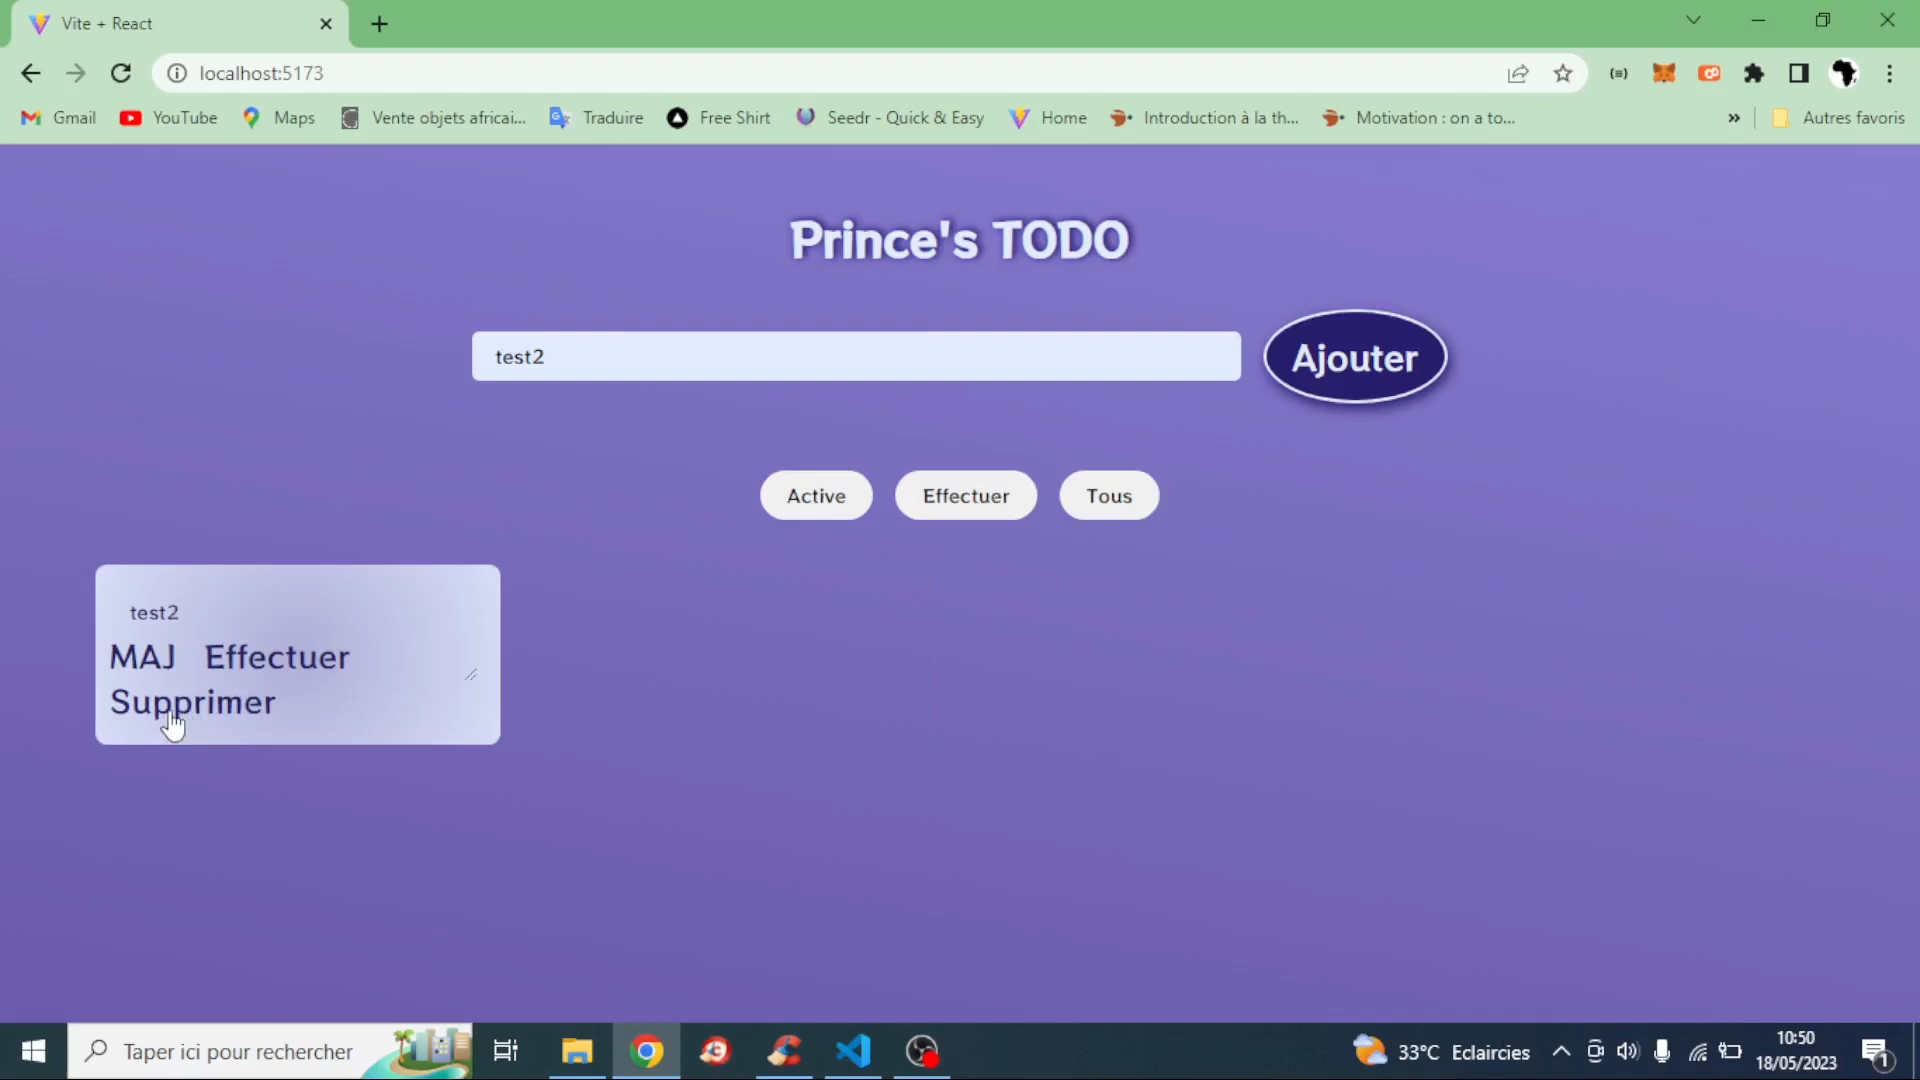 Vite + React
localhost:5173
Gmail YouTube Maps Vente objets africai... Traduire Free Shirt Seedr - Quick & Easy Home Introduction à la th... Motivation : on a to... » Autres favoris
Prince's TODO
test2
Ajouter
Active Effectuer Tous
test2
MAJ Effectuer
Supprimer
Taper ici pour rechercher
33°C Eclaircies
10:50
18/05/2023
1